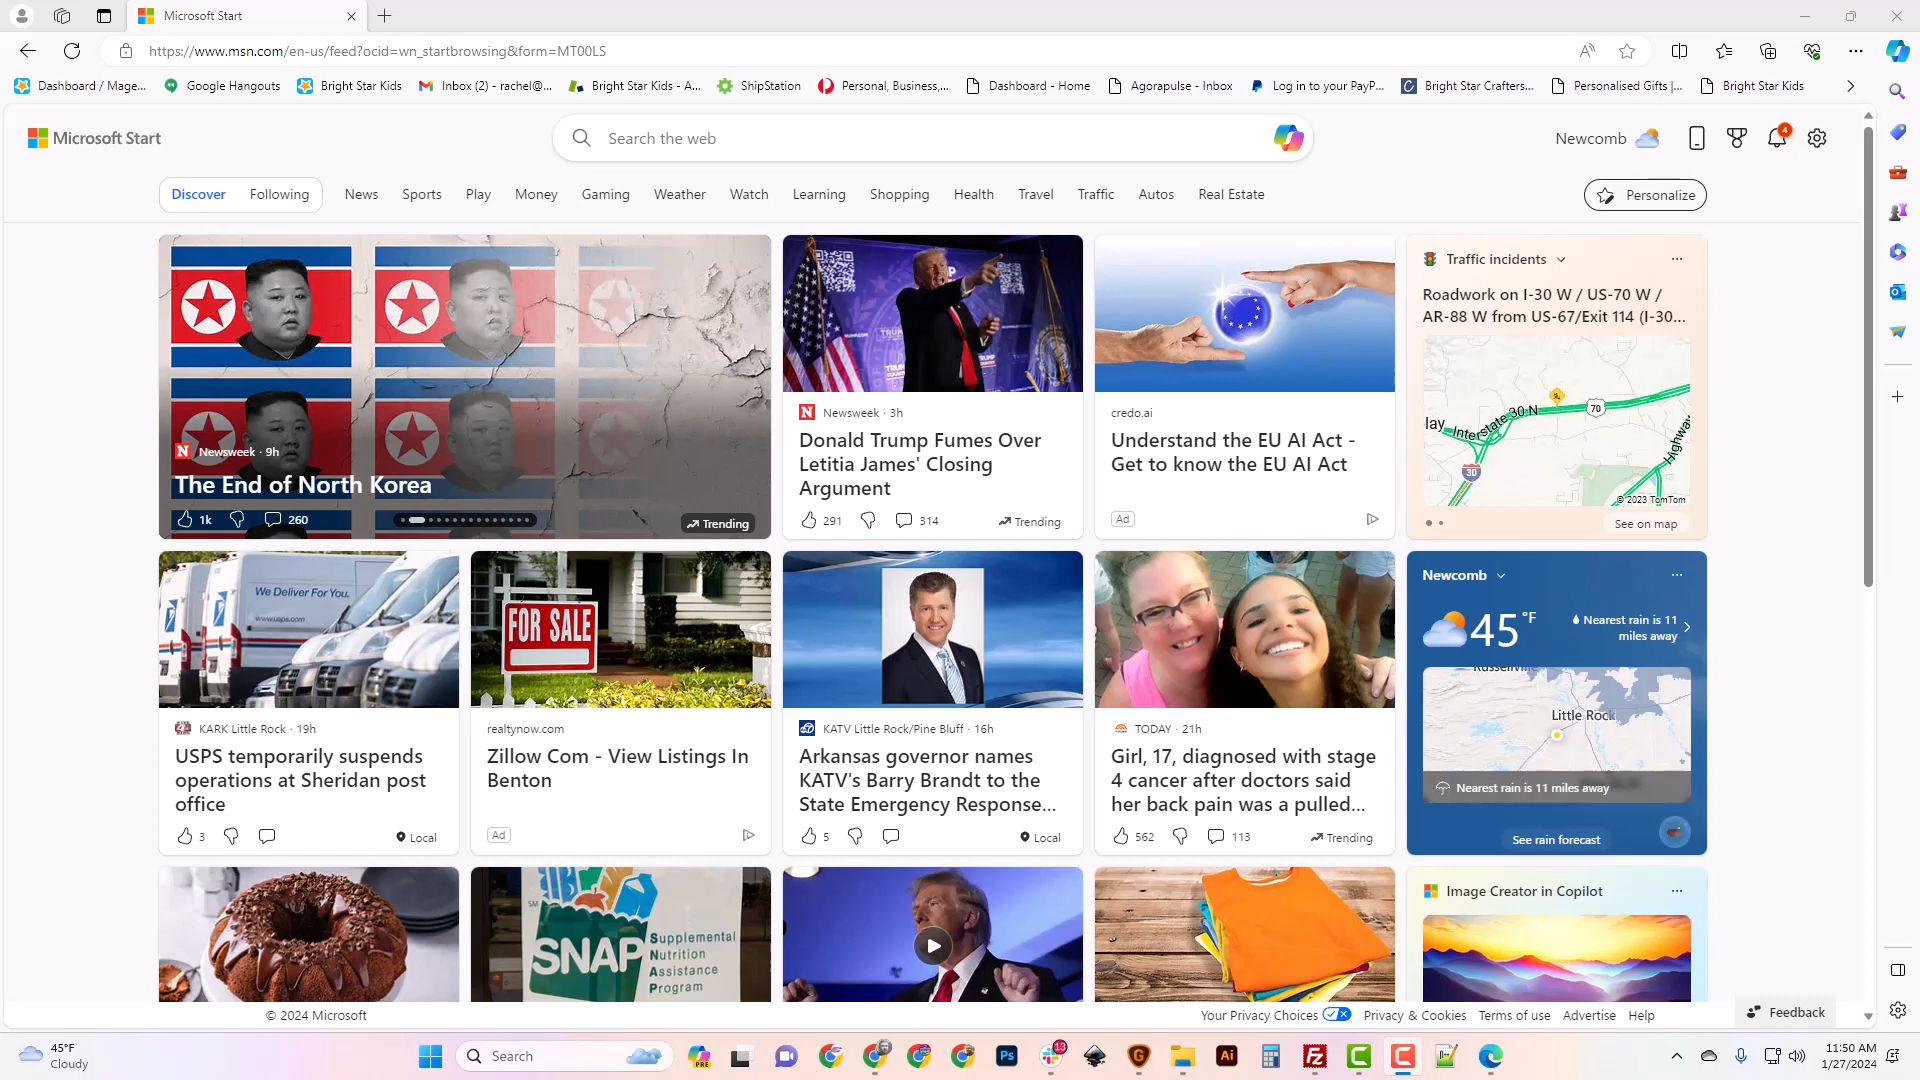 Microsoft Start
https://www.msn.com/en-us/feed?ocid=wn_startbrowsing&form=MT00LS
Dashboard / Mage...
Google Hangouts
Bright Star Kids
Inbox (2) - rachel@...
Bright Star Kids - A...
ShipStation
Personal, Business,...
Dashboard - Home
Agorapulse - Inbox
Log in to your PayP...
Bright Star Crafters...
Personalised Gifts |...
Bright Star Kids
Microsoft Start
Search the web
Newcomb
4
Discover
Following
News
Sports
Play
Money
Gaming
Weather
Watch
Learning
Shopping
Health
Travel
Traffic
Autos
Real Estate
Personalize
Newsweek · 9h
The End of North Korea
1k
260
Trending
TRUMP
Newsweek · 3h
Donald Trump Fumes Over
Letitia James' Closing
Argument
291
314
Trending
credo.ai
Understand the EU AI Act -
Get to know the EU AI Act
Ad
Traffic incidents
Roadwork on I-30 W / US-70 W /
AR-88 W from US-67/Exit 114 (I-30...
lay
Interstate 30 N
70
Highway
30
© 2023 TomTom
See on map
We Deliver For You.
www.usps.com
KARK Little Rock · 19h
USPS temporarily suspends
operations at Sheridan post
office
3
Local
FOR SALE
realtynow.com
Zillow Com - View Listings In
Benton
Ad
KATV Little Rock/Pine Bluff · 16h
Arkansas governor names
KATV's Barry Brandt to the
State Emergency Response...
5
Local
TODAY · 21h
Girl, 17, diagnosed with stage
4 cancer after doctors said
her back pain was a pulled...
562
113
Trending
Newcomb
45 °F
Nearest rain is 11
miles away
Russellville
Little Rock
Nearest rain is 11 miles away
See rain forecast
SM
SNAP
Supplemental
Nutrition
Assistance
Program
Image Creator in Copilot
© 2024 Microsoft
Your Privacy Choices
Privacy & Cookies
Terms of use
Advertise
Help
Feedback
45°F
Cloudy
Search
PRE
Ps
13
Ai
11:50 AM
1/27/2024